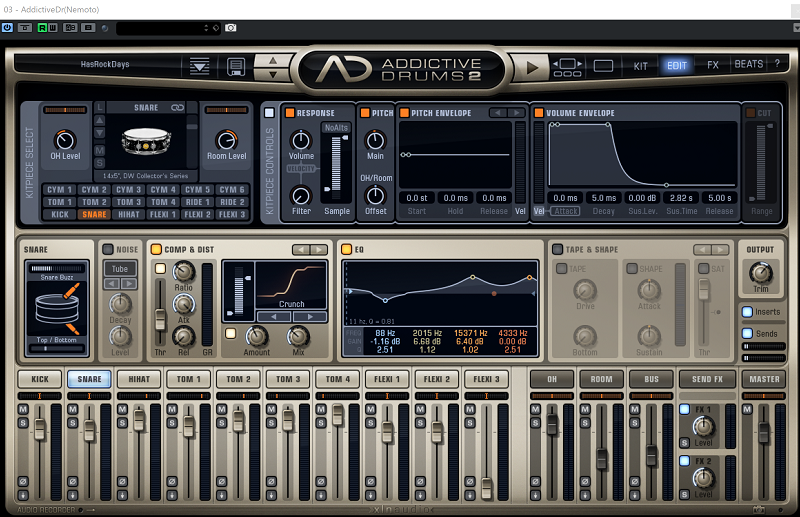 03 - AddictiveDr(Nemoto)
R W
HasRockDays
ADDICTIVE
DRUMS 2
KIT EDIT FX BEATS ?
KITPIECE SELECT
OH Level
L
M
S
SNARE
14x5", DW Collector's Series
Room Level
CYM 1 CYM 2 CYM 3 CYM 4 CYM 5 CYM 6
TOM 1 TOM 2 TOM 3 TOM 4 RIDE 1 RIDE 2
KICK SNARE HIHAT FLEXI 1 FLEXI 2 FLEXI 3
KITPIECE CONTROLS
RESPONSE
NoAlts
Volume
VELOCITY
Filter Sample
PITCH
Main
OH/Room
Offset
PITCH ENVELOPE
0.0 st 0.0 ms 0.0 ms
Start Hold Release Vel
VOLUME ENVELOPE
0.0 ms 5.0 ms 0.00 dB 2.82 s 5.00 s
Vel Attack Decay Sus.Lev. Sus.Time Release
CUT
Range
SNARE
Snare Buzz
Top / Bottom
NOISE
Tube
Decay
Level
COMP & DIST
Ratio
Atk
Thr Rel GR
Crunch
Amount Mix
EQ
11 hz, Q = 0.81
FREQ 88 Hz 2015 Hz 15371 Hz 4333 Hz
GAIN -1.16 dB 6.68 dB 6.40 dB 0.00 dB
Q 2.51 1.12 1.02 2.51
TAPE & SHAPE
TAPE
Drive
Bottom
SHAPE
Attack
Sustain
SAT
Thr
OUTPUT
Trim
Inserts
Sends
KICK SNARE HIHAT TOM 1 TOM 2 TOM 3 TOM 4 FLEXI 1 FLEXI 2 FLEXI 3 OH ROOM BUS SEND FX MASTER
M M M M M M M M M M M M M M
S S S S S S S S S S S S S
FX 1
S Level
FX 2
S Level
AUDIO RECORDER
xln audio